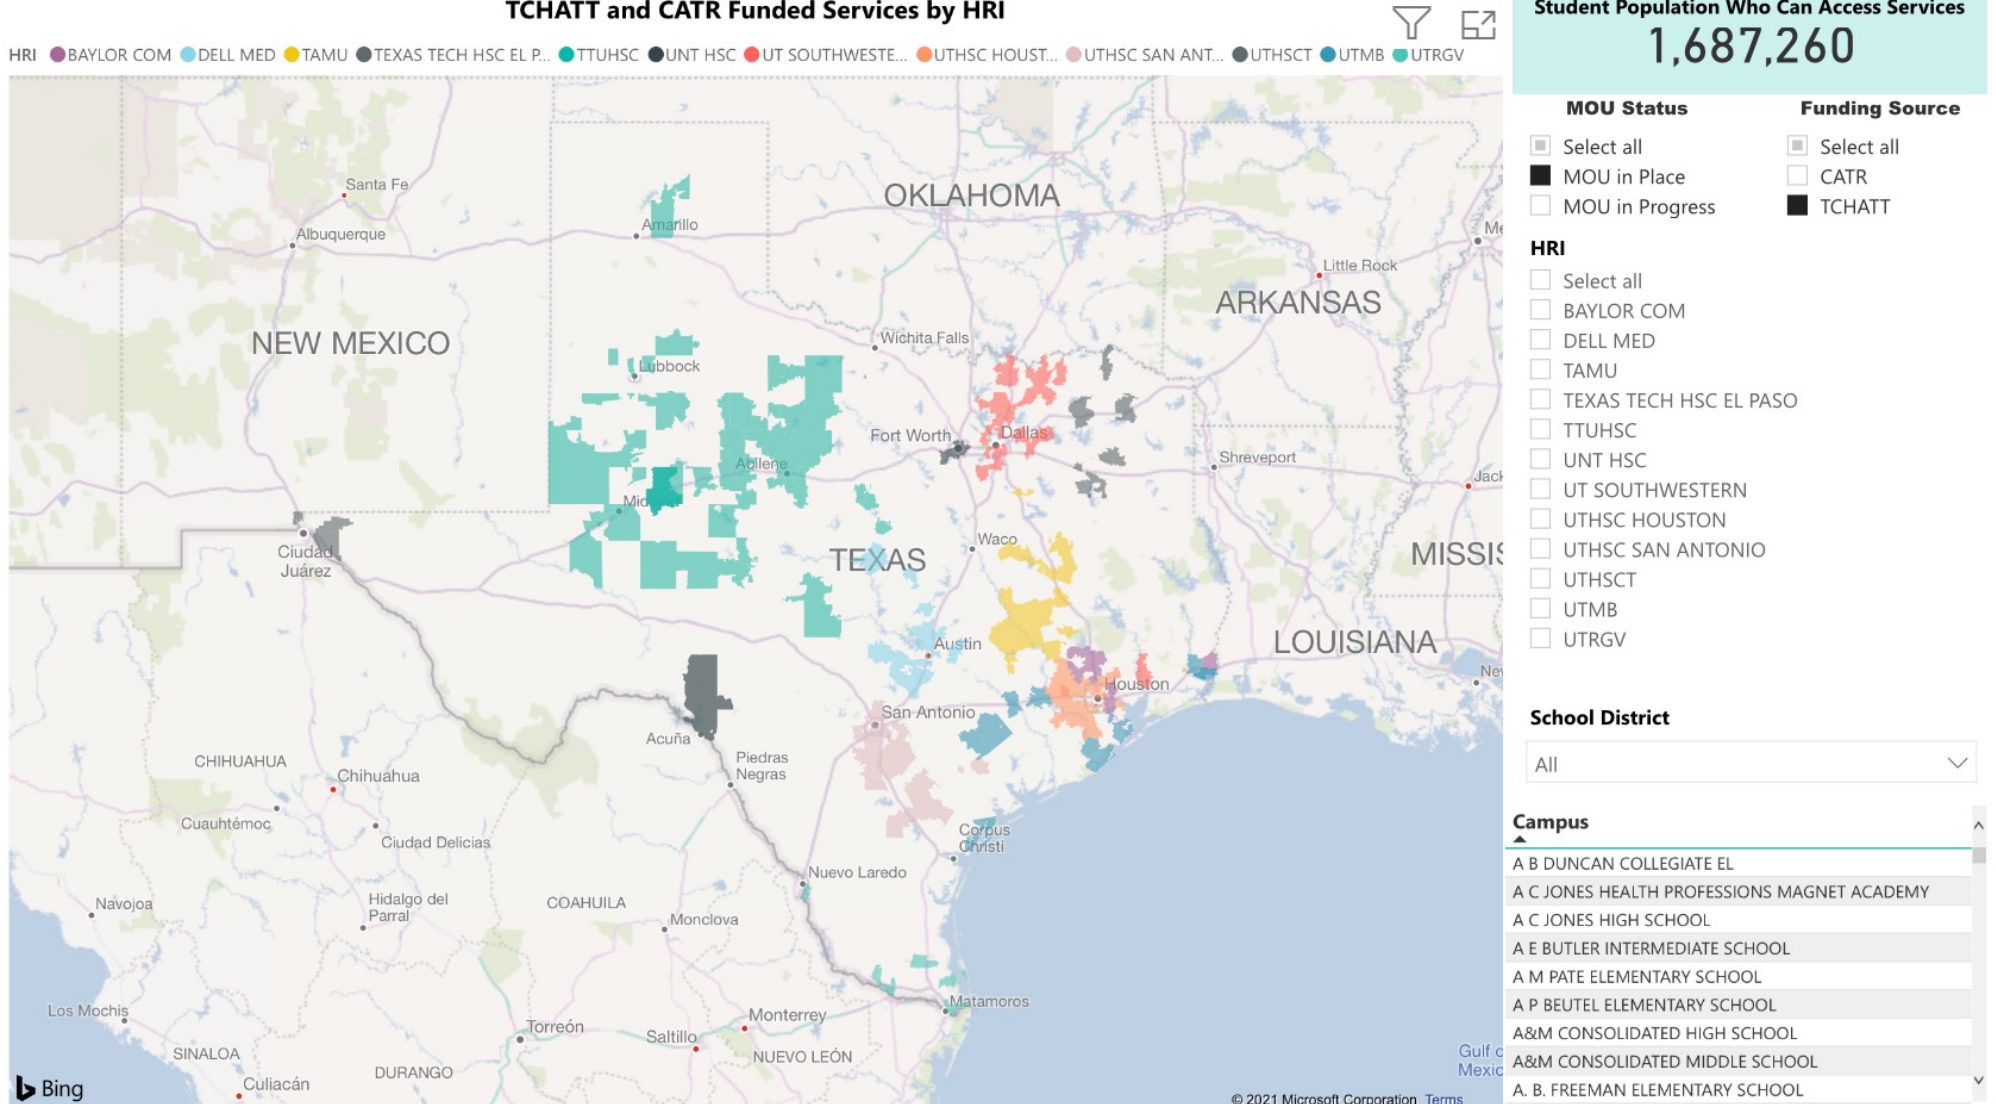 TCHATT and CATR Funded Services by HRI
HRI BAYLOR COM DELL MED TAMU TEXAS TECH HSC EL P... TTUHSC UNT HSC UT SOUTHWESTE... UTHSC HOUST... UTHSC SAN ANT... UTHSCT UTMB UTRGV
Student Population Who Can Access Services
1,687,260
MOU Status
Select all
MOU in Place
MOU in Progress
Funding Source
Select all
CATR
TCHATT
HRI
Select all
BAYLOR COM
DELL MED
TAMU
TEXAS TECH HSC EL PASO
TTUHSC
UNT HSC
UT SOUTHWESTERN
UTHSC HOUSTON
UTHSC SAN ANTONIO
UTHSCT
UTMB
UTRGV
School District
All
Campus
A B DUNCAN COLLEGIATE EL
A C JONES HEALTH PROFESSIONS MAGNET ACADEMY
A C JONES HIGH SCHOOL
A E BUTLER INTERMEDIATE SCHOOL
A M PATE ELEMENTARY SCHOOL
A P BEUTEL ELEMENTARY SCHOOL
A&M CONSOLIDATED HIGH SCHOOL
A&M CONSOLIDATED MIDDLE SCHOOL
A. B. FREEMAN ELEMENTARY SCHOOL
Santa Fe
Albuquerque
Amarillo
OKLAHOMA
Little Rock
ARKANSAS
NEW MEXICO
Wichita Falls
Lubbock
Fort Worth
Dallas
Abilene
Shreveport
Jack
Ciudad
Juárez
Waco
TEXAS
MISSIS
Austin
LOUISIANA
Houston
San Antonio
Acuña
Piedras
Negras
CHIHUAHUA
Chihuahua
Cuauhtémoc
Ciudad Delicias
Corpus
Christi
Nuevo Laredo
Navojoa
Hidalgo del
Parral
COAHUILA
Monclova
Matamoros
Los Mochis
Torreón
Monterrey
Saltillo
SINALOA
NUEVO LEÓN
DURANGO
Culiacán
Gulf o
Mexic
Bing
© 2021 Microsoft Corporation Terms